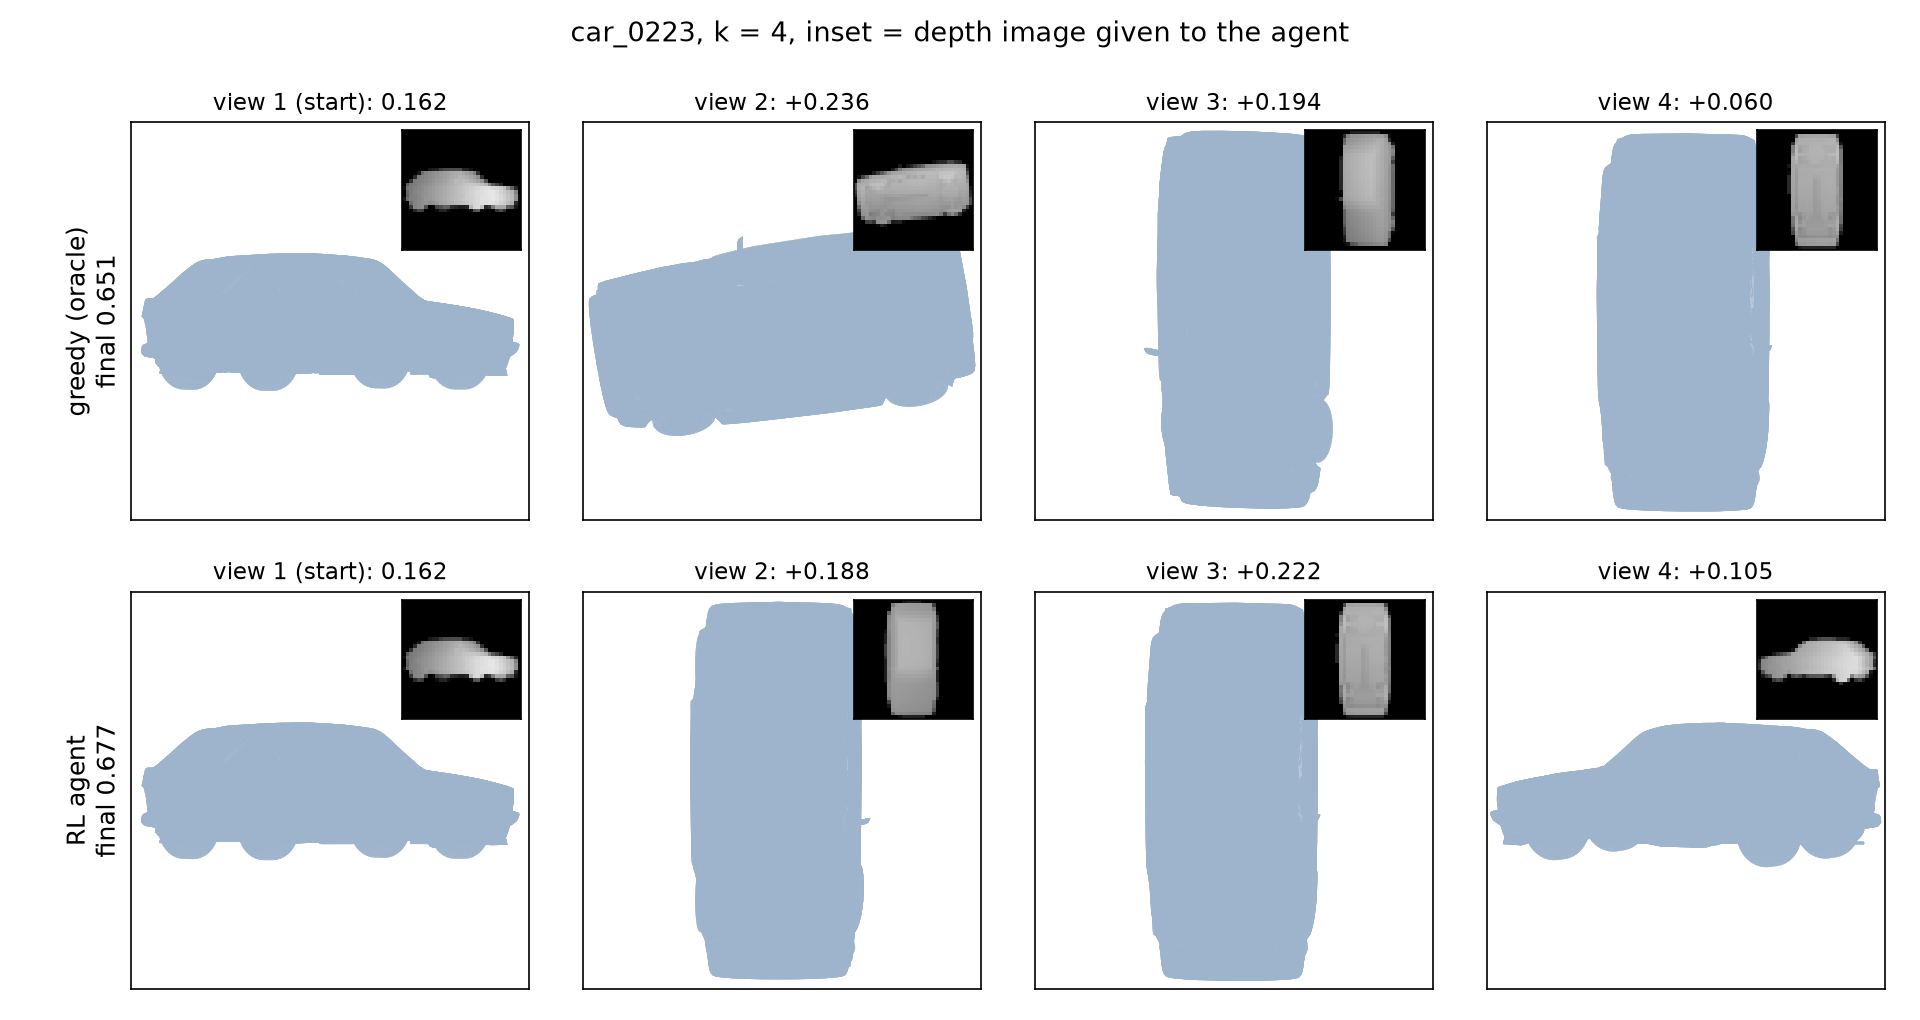 car_0223, k = 4, inset = depth image given to the agent
greedy (oracle)
final 0.651
view 1 (start): 0.162
view 2: +0.236
view 3: +0.194
view 4: +0.060
RL agent
final 0.677
view 1 (start): 0.162
view 2: +0.188
view 3: +0.222
view 4: +0.105